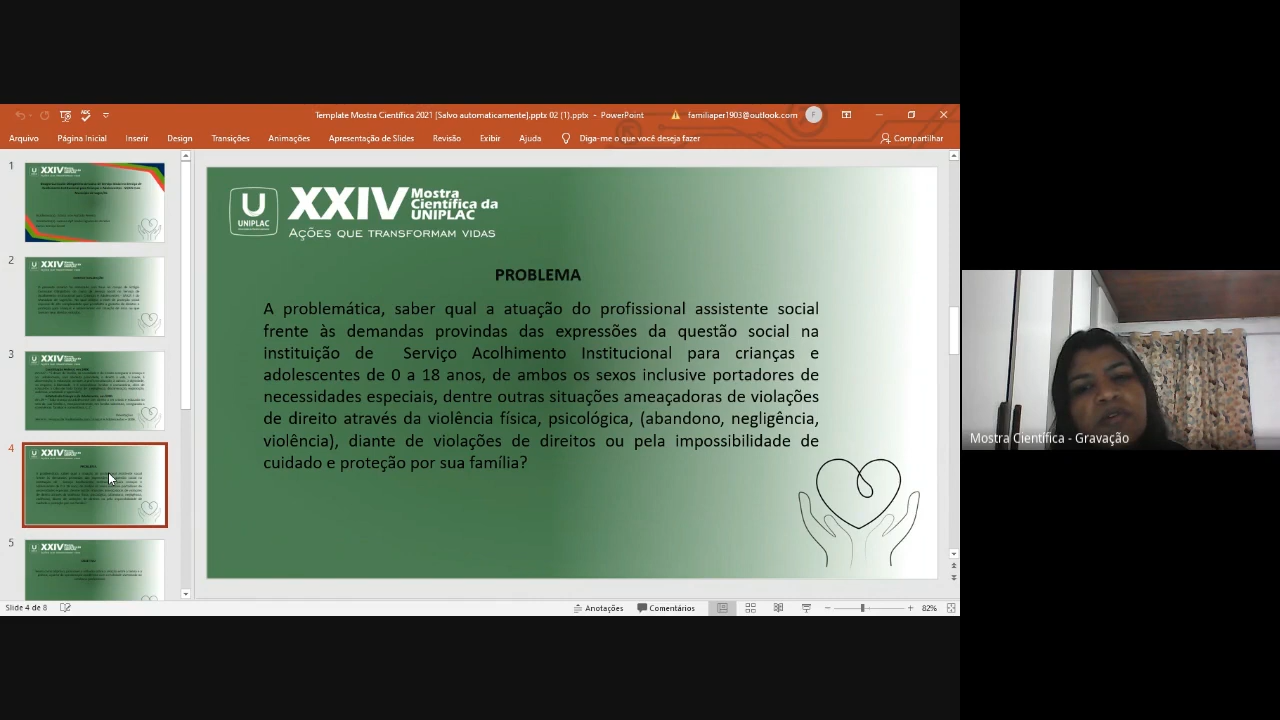 Template Mostra Científica 2021 [Salvo automaticamente].pptx 02 (1).pptx - PowerPoint
familiaper1903@outlook.com
F
Arquivo
Página Inicial
Inserir
Design
Transições
Animações
Apresentação de Slides
Revisão
Exibir
Ajuda
Diga-me o que você deseja fazer
Compartilhar
1
2
3
4
5
U
UNIPLAC
XXIV Mostra
Científica da
UNIPLAC
AÇÕES QUE TRANSFORMAM VIDAS
PROBLEMA
A problemática, saber qual a atuação do profissional assistente social
frente às demandas provindas das expressões da questão social na
instituição de Serviço Acolhimento Institucional para crianças e
adolescentes de 0 a 18 anos, de ambos os sexos inclusive portadores de
necessidades especiais, dentre outras situações ameaçadoras de violações
de direito através da violência física, psicológica, (abandono, negligência,
violência), diante de violações de direitos ou pela impossibilidade de
cuidado e proteção por sua família?
Mostra Científica - Gravação
Slide 4 de 8
Anotações
Comentários
82%